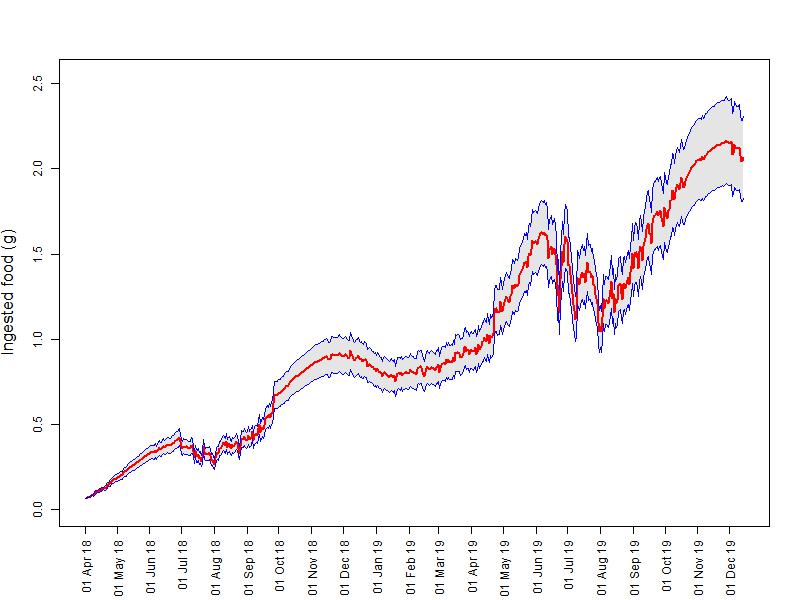 Ingested food (g)
2.5
2.0
1.5
1.0
0.5
0.0
01 Apr 18
01 May 18
01 Jun 18
01 Jul 18
01 Aug 18
01 Sep 18
01 Oct 18
01 Nov 18
01 Dec 18
01 Jan 19
01 Feb 19
01 Mar 19
01 Apr 19
01 May 19
01 Jun 19
01 Jul 19
01 Aug 19
01 Sep 19
01 Oct 19
01 Nov 19
01 Dec 19